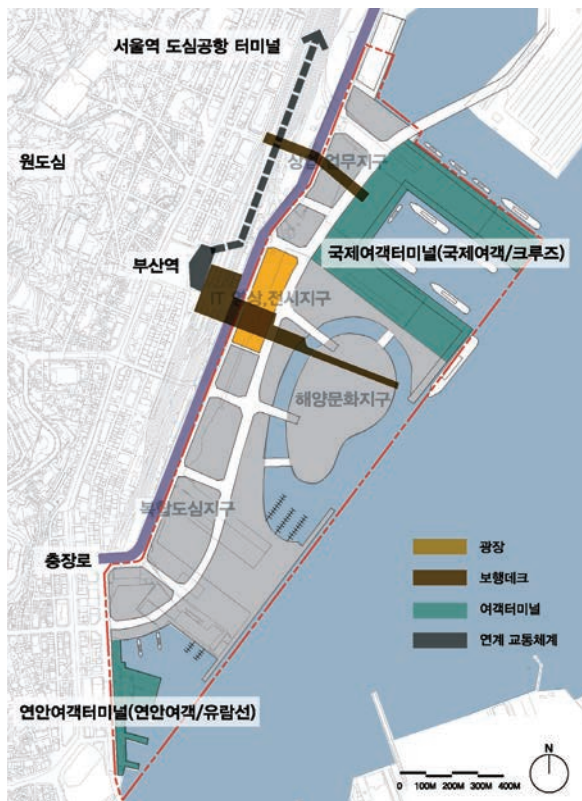 서울역 도심공항 터미널
원도심
상업,업무지구
국제여객터미널(국제여객/크루즈)
부산역
IT 영상,전시지구
해양문화지구
복합도심지구
광장
보행데크
여객터미널
연계 교통체계
충장로
연안여객터미널(연안여객/유람선)
N
0 100M 200M 300M 400M